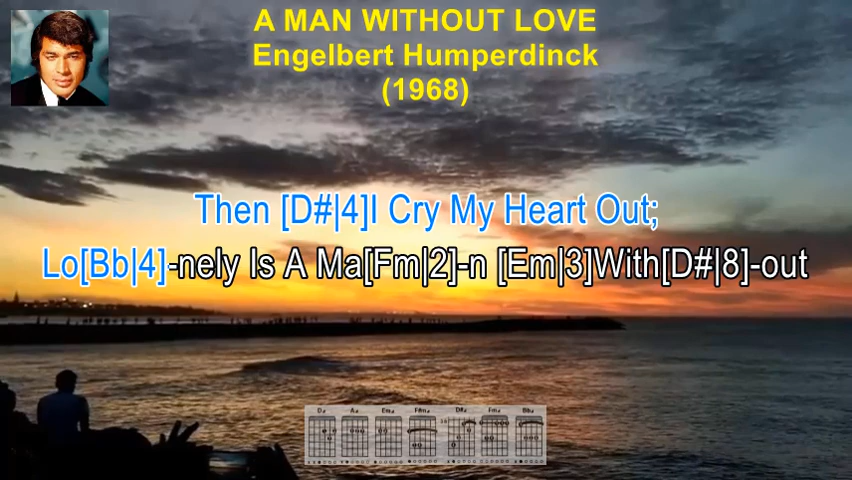 A MAN WITHOUT LOVE
Engelbert Humperdinck
(1968)
Then [D#|4]I Cry My Heart Out;
Lo[Bb|4]-nely Is A Ma[Fm|2]-n [Em|3]With[D#|8]-out